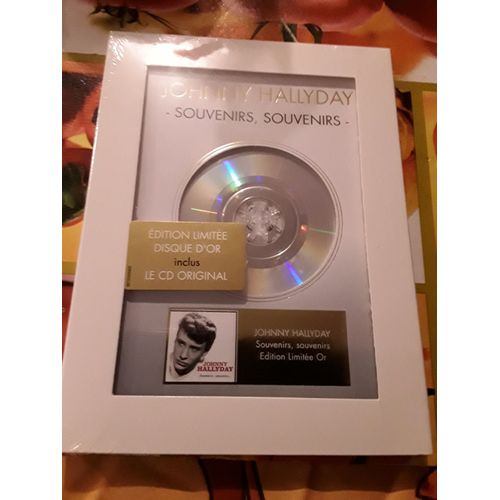 JOHNNY HALLYDAY
- SOUVENIRS, SOUVENIRS -
ÉDITION LIMITÉE
DISQUE D'OR
inclus
LE CD ORIGINAL
JOHNNY HALLYDAY
Souvenirs, souvenirs
Edition Limitée Or
JOHNNY
HALLYDAY